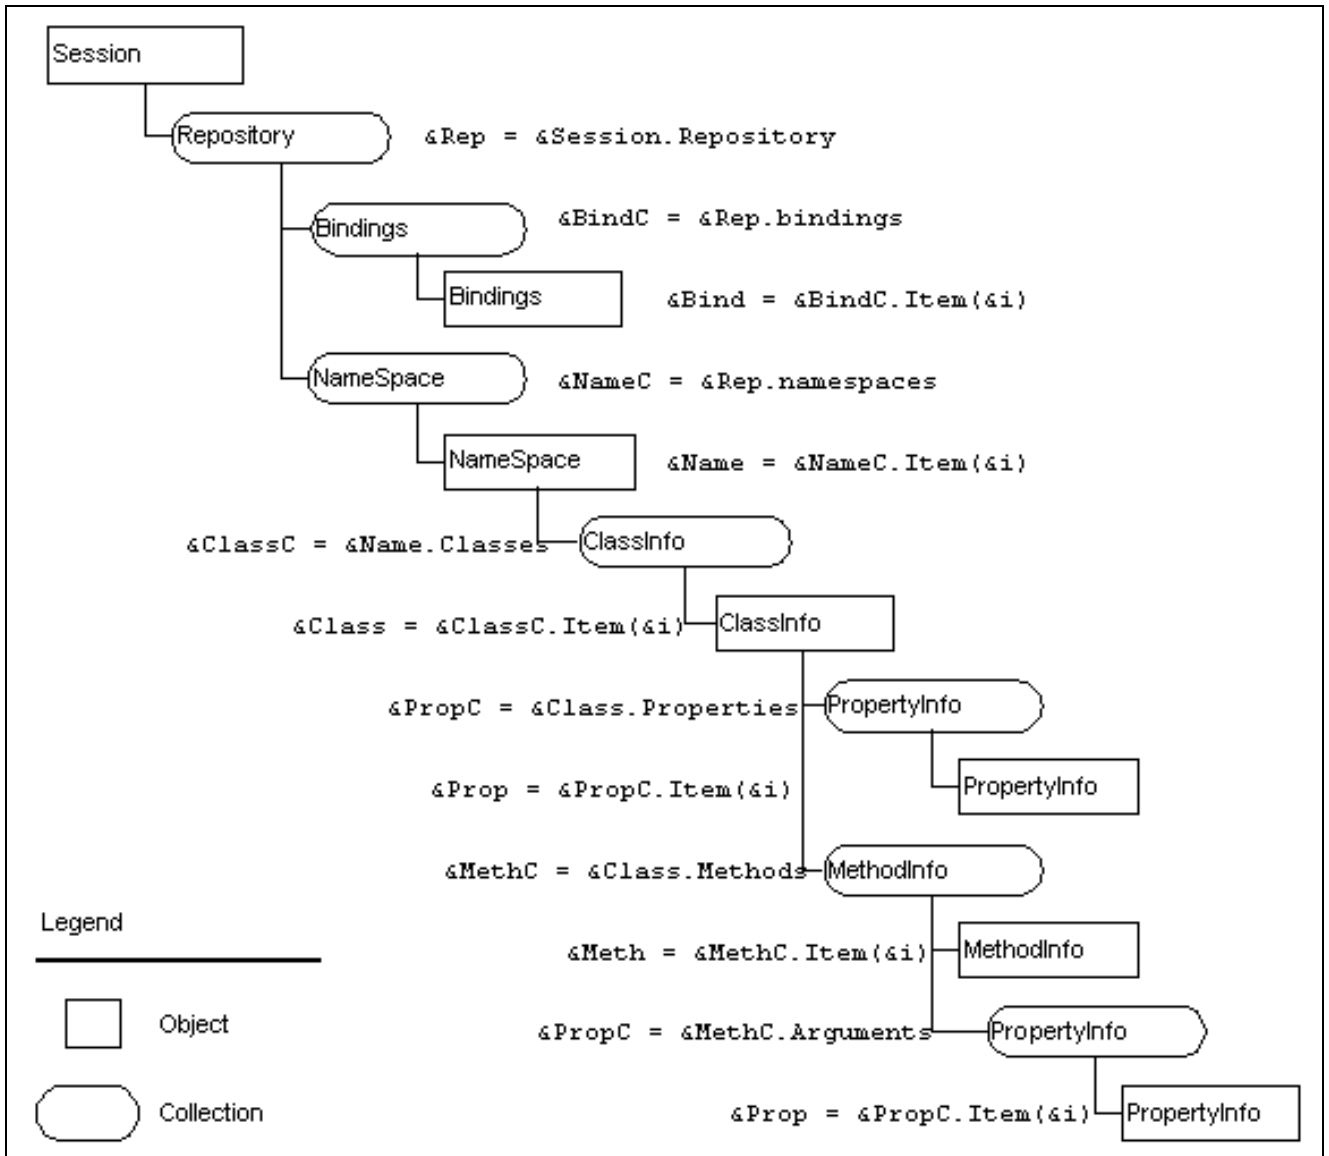 Session
Repository
&Rep = &Session.Repository
Bindings
&BindC = &Rep.bindings
Bindings
&Bind = &BindC.Item(&i)
NameSpace
&NameC = &Rep.namespaces
NameSpace
&Name = &NameC.Item(&i)
&ClassC = &Name.Classes
ClassInfo
&Class = &ClassC.Item(&i)
ClassInfo
&PropC = &Class.Properties
PropertyInfo
&Prop = &PropC.Item(&i)
PropertyInfo
&MethC = &Class.Methods
MethodInfo
&Meth = &MethC.Item(&i)
MethodInfo
&PropC = &MethC.Arguments
PropertyInfo
&Prop = &PropC.Item(&i)
PropertyInfo
Legend
Object
Collection